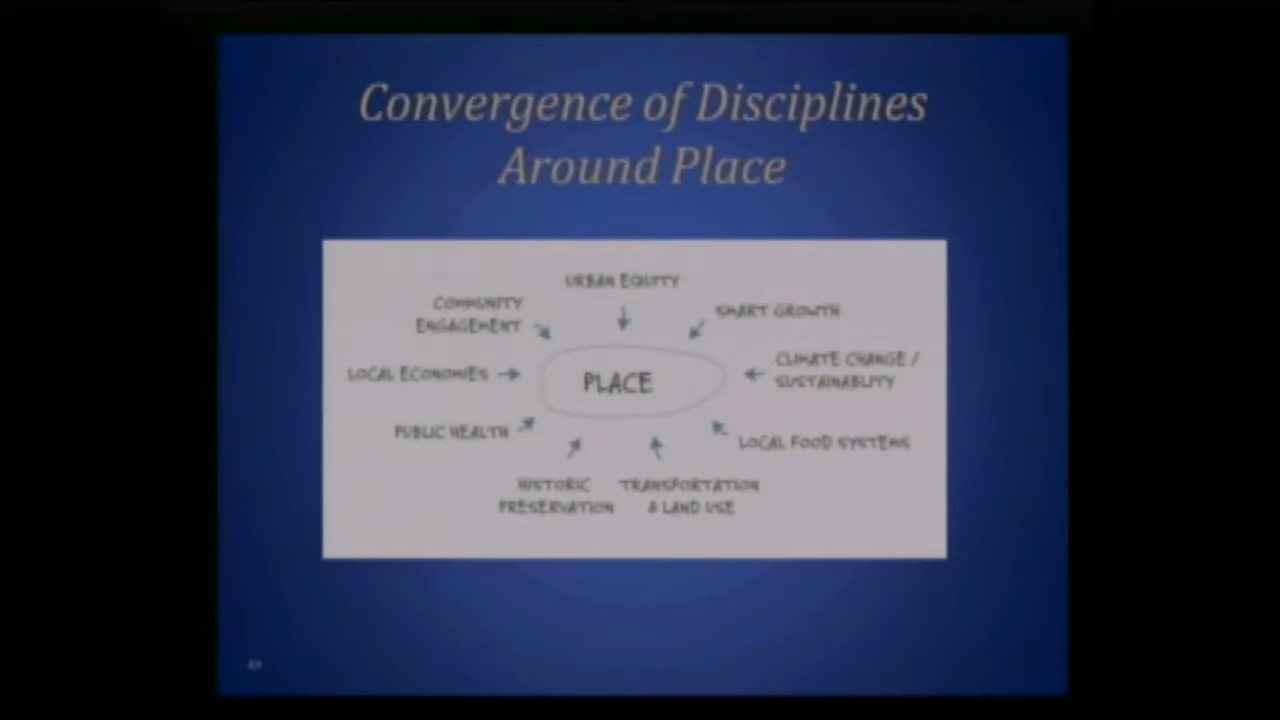 Convergence of Disciplines
Around Place
URBAN EQUITY
COMMUNITY
ENGAGEMENT
SMART GROWTH
LOCAL ECONOMIES
PLACE
CLIMATE CHANGE /
SUSTAINABLITY
PUBLIC HEALTH
LOCAL FOOD SYSTEMS
HISTORIC
PRESERVATION
TRANSPORTATION
& LAND USE